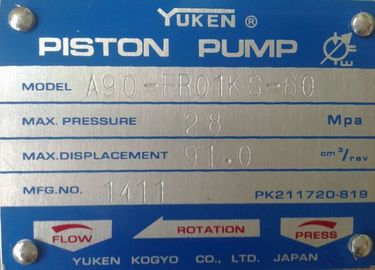 YUKEN ®
PISTON PUMP
MODEL A90-FR01KS-60
MAX. PRESSURE 28 Mpa
MAX.DISPLACEMENT 91.0 cm³/rev
MFG.NO. 1411 PK211720-819
FLOW ROTATION PRESS
YUKEN KOGYO CO., LTD. JAPAN